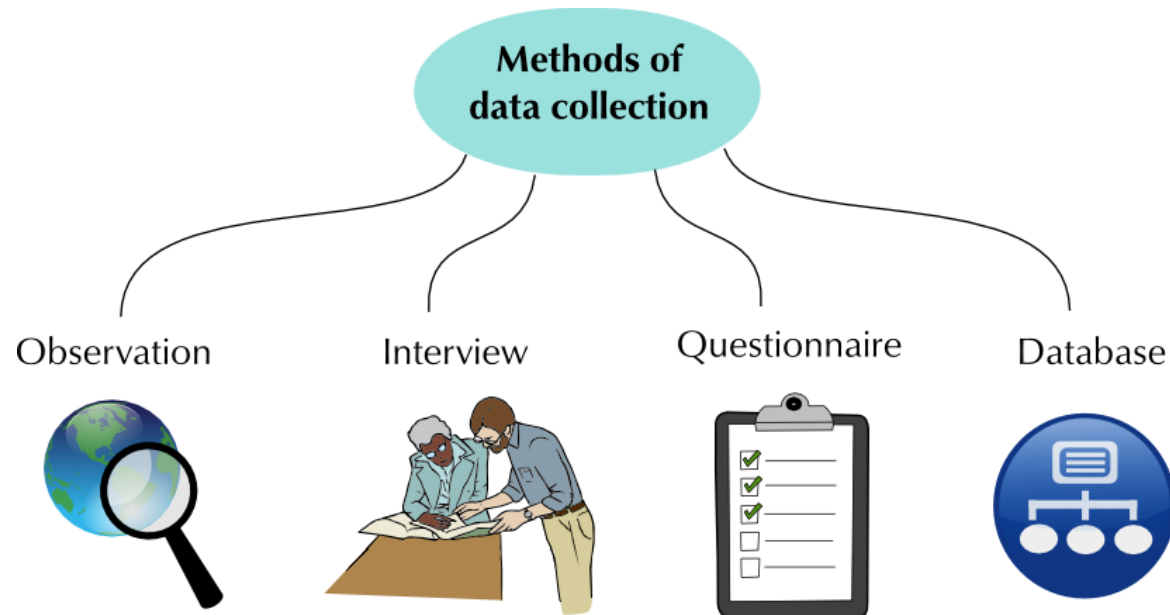 Methods of
data collection
Observation
Interview
Questionnaire
Database